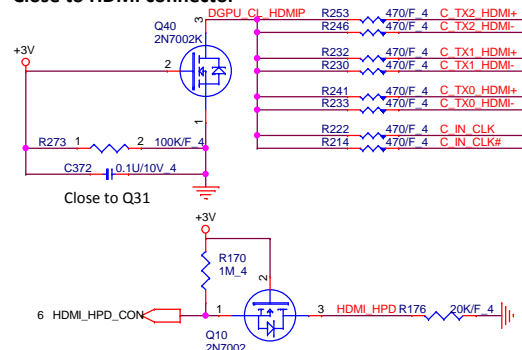 Close to HDMI connector
DGPU_CL_HDMIP
Q40
2N7002K
3
2
1
+3V
R253 470/F_4 C_TX2_HDMI+
R246 470/F_4 C_TX2_HDMI-
R232 470/F_4 C_TX1_HDMI+
R230 470/F_4 C_TX1_HDMI-
R241 470/F_4 C_TX0_HDMI+
R233 470/F_4 C_TX0_HDMI-
R222 470/F_4 C_IN_CLK
R214 470/F_4 C_IN_CLK#
R273 1 2 100K/F_4
C372 0.1U/10V_4
Close to Q31
+3V
R170
1M_4
2
6 HDMI_HPD_CON 1 3 HDMI_HPD R176 20K/F_4
Q10
2N7002